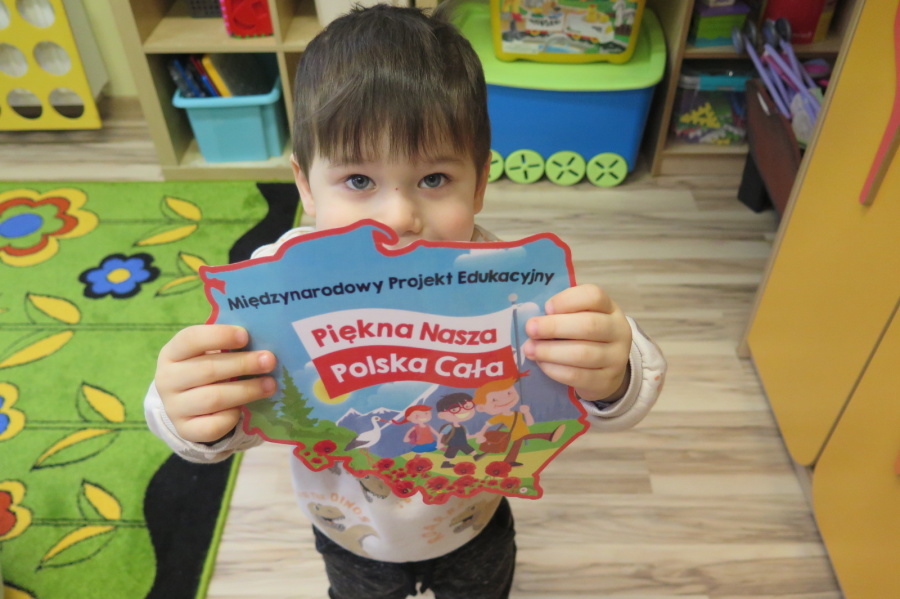 Międzynarodowy Projekt Edukacyjny
Piękna Nasza
Polska Cała